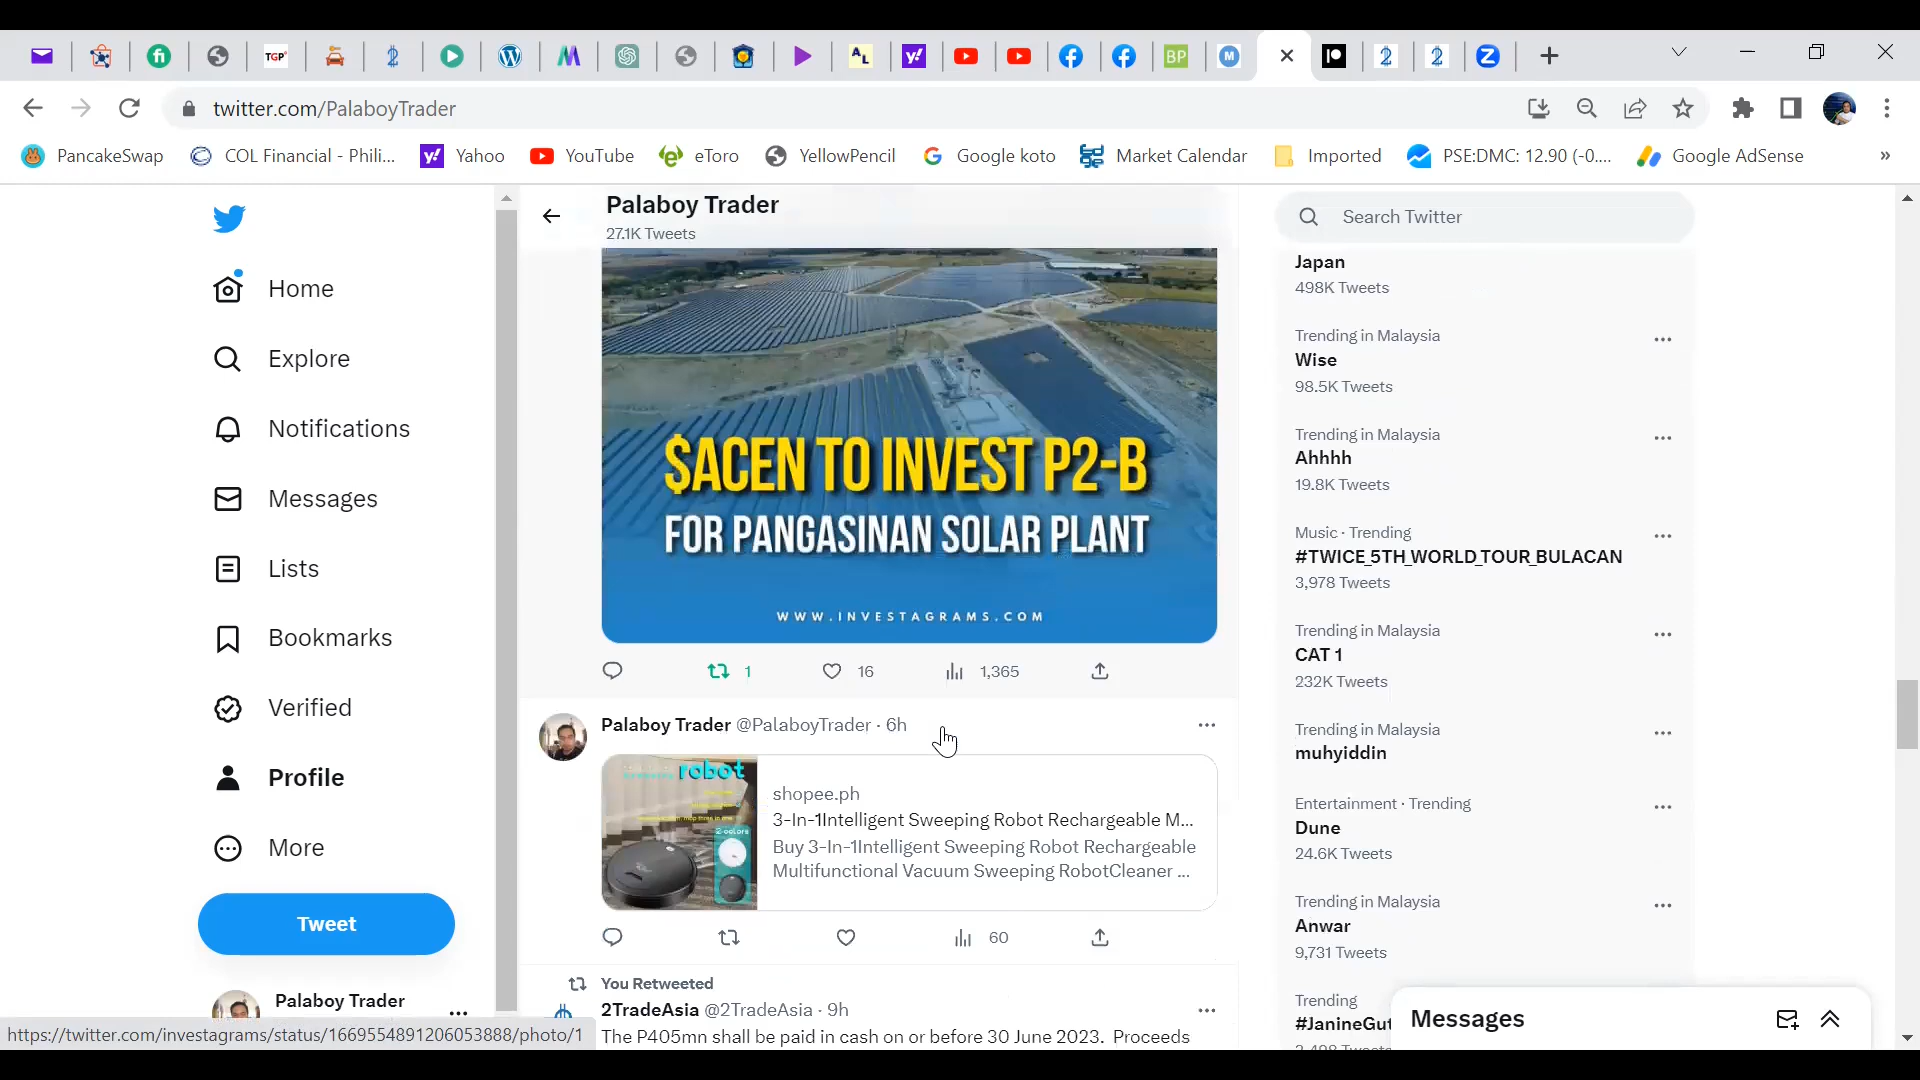 twitter.com/PalaboyTrader
PancakeSwap
COL Financial - Phili...
Yahoo
YouTube
eToro
YellowPencil
Google koto
Market Calendar
Imported
PSE:DMC: 12.90 (-0....
Google AdSense
»
Home
Explore
Notifications
Messages
Lists
Bookmarks
Verified
Profile
More
Tweet
Palaboy Trader
https://twitter.com/investagrams/status/1669554891206053888/photo/1
Palaboy Trader
27.1K Tweets
$ACEN TO INVEST P2-B
FOR PANGASINAN SOLAR PLANT
WWW.INVESTAGRAMS.COM
1 16 1,365
Palaboy Trader @PalaboyTrader · 6h
robot
2 colors
shopee.ph
3-In-1Intelligent Sweeping Robot Rechargeable M...
Buy 3-In-1Intelligent Sweeping Robot Rechargeable
Multifunctional Vacuum Sweeping RobotCleaner ...
60
You Retweeted
2TradeAsia @2TradeAsia · 9h
The P405mn shall be paid in cash on or before 30 June 2023. Proceeds
Search Twitter
Japan
498K Tweets
Trending in Malaysia
Wise
98.5K Tweets
Trending in Malaysia
Ahhhh
19.8K Tweets
Music · Trending
#TWICE_5TH_WORLD_TOUR_BULACAN
3,978 Tweets
Trending in Malaysia
CAT 1
232K Tweets
Trending in Malaysia
muhyiddin
Entertainment · Trending
Dune
24.6K Tweets
Trending in Malaysia
Anwar
9,731 Tweets
Trending
#JanineGut
Messages